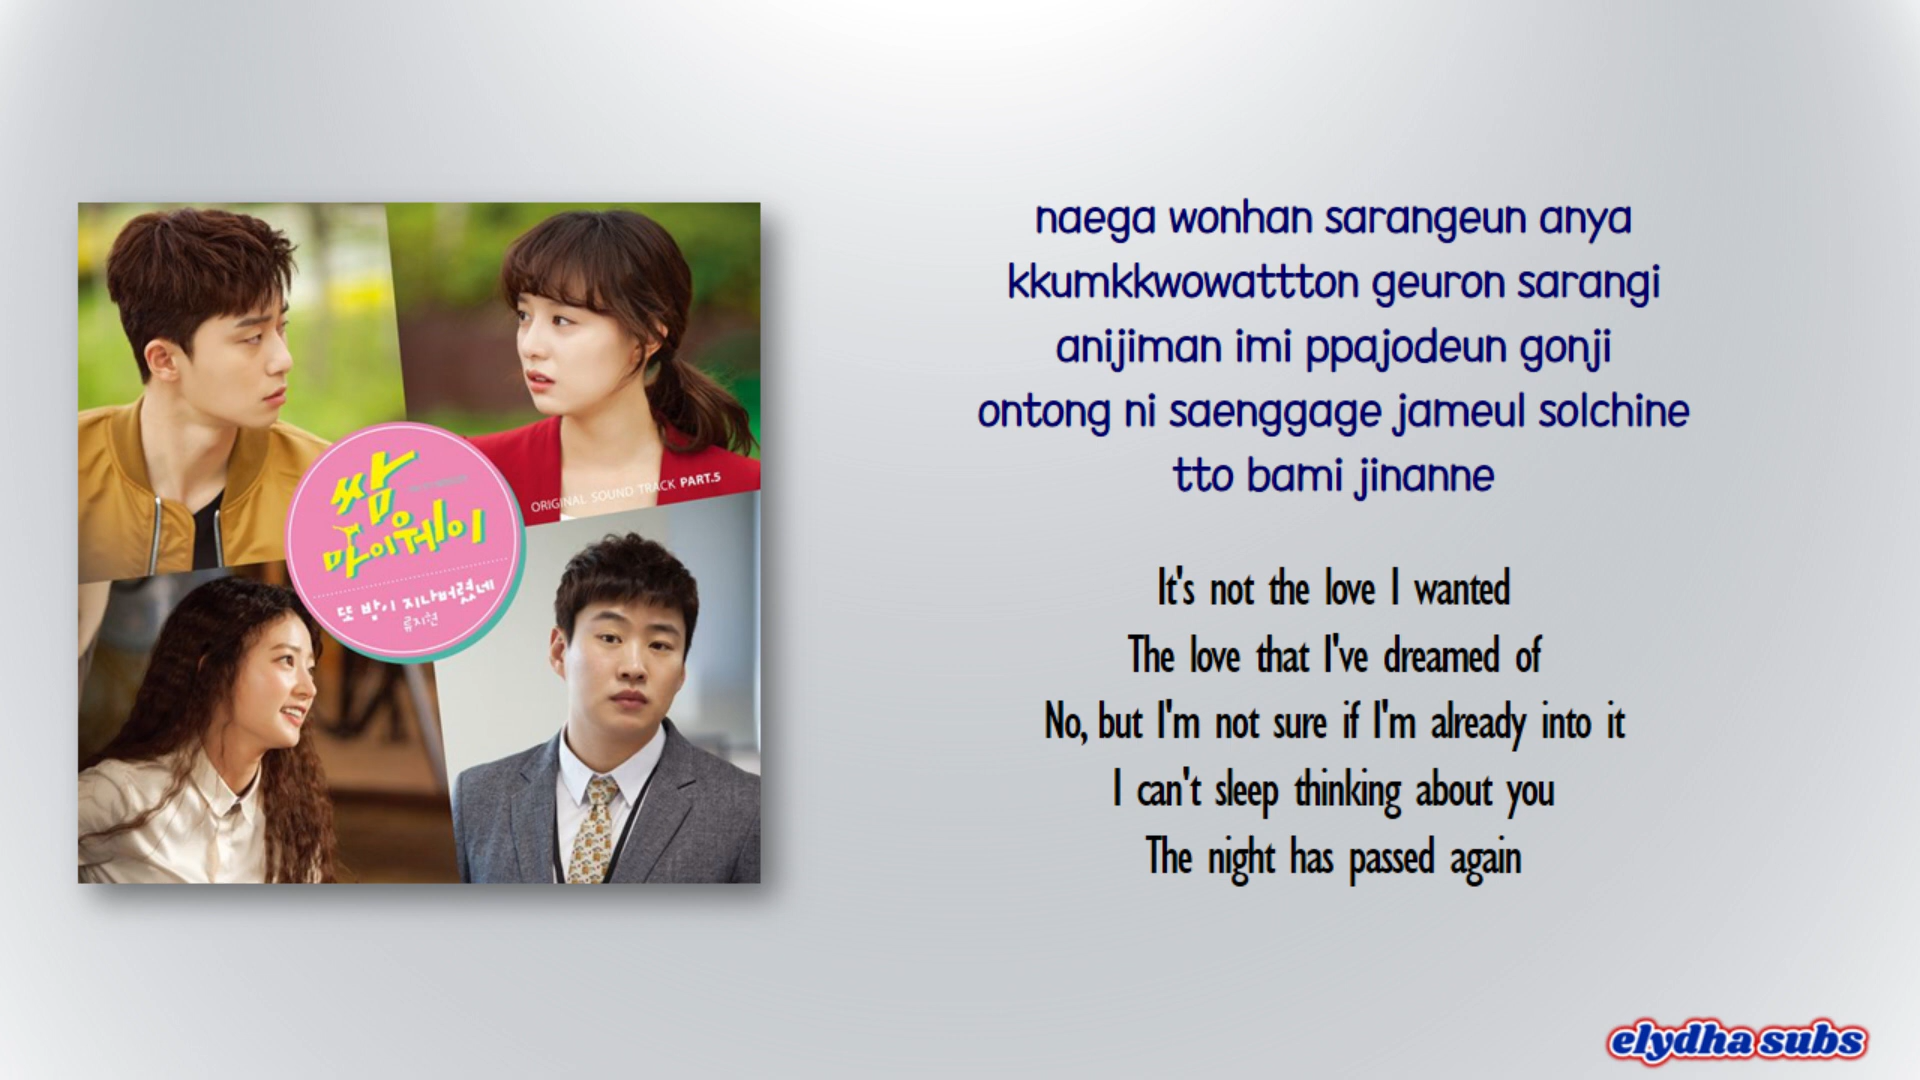 ORIGINAL SOUND TRACK PART.5
쌈
마이웨이
또 밤이 지나버렸네
류지현
naega wonhan sarangeun anya
kkumkkwowattton geuron sarangi
anijiman imi ppajodeun gonji
ontong ni saenggage jameul solchine
tto bami jinanne
It's not the love I wanted
The love that I've dreamed of
No, but I'm not sure if I'm already into it
I can't sleep thinking about you
The night has passed again
elydha subs